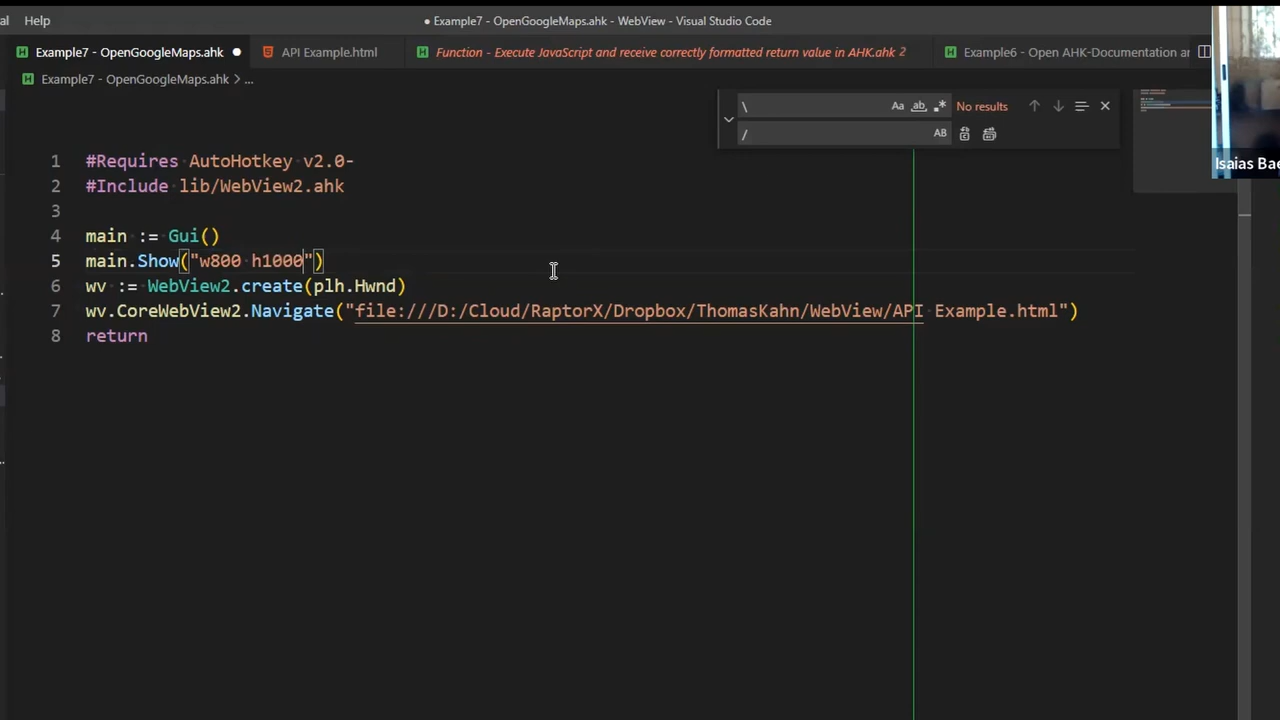 al Help
● Example7 - OpenGoogleMaps.ahk - WebView - Visual Studio Code
Example7 - OpenGoogleMaps.ahk ● API Example.html Function - Execute JavaScript and receive correctly formatted return value in AHK.ahk 2 Example6 - Open AHK-Documentation ar
Example7 - OpenGoogleMaps.ahk > ...
\ Aa ab No results
/ AB
Isaias Bae
1 #Requires AutoHotkey v2.0-
2 #Include lib/WebView2.ahk
3
4 main := Gui()
5 main.Show("w800 h1000")
6 wv := WebView2.create(plh.Hwnd)
7 wv.CoreWebView2.Navigate("file:///D:/Cloud/RaptorX/Dropbox/ThomasKahn/WebView/API Example.html")
8 return